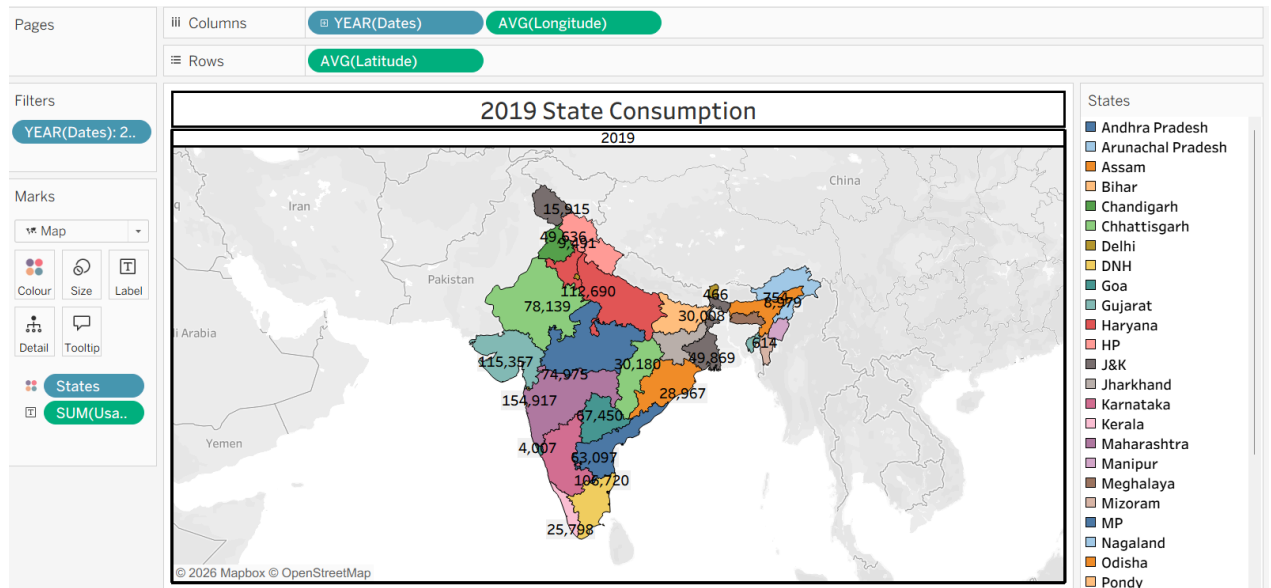 Pages
Columns
YEAR(Dates)
AVG(Longitude)
Rows
AVG(Latitude)
Filters
YEAR(Dates): 2..
Marks
Map
Colour
Size
Label
Detail
Tooltip
States
SUM(Usa..
2019 State Consumption
2019
China
Iran
q
Pakistan
i Arabia
Yemen
15,915
49,636
9,491
112,690
78,139
466
754
8,979
30,008
614
115,357
74,975
30,180
49,869
28,967
154,917
67,450
4,007
63,097
106,720
25,798
© 2026 Mapbox © OpenStreetMap
States
Andhra Pradesh
Arunachal Pradesh
Assam
Bihar
Chandigarh
Chhattisgarh
Delhi
DNH
Goa
Gujarat
Haryana
HP
J&K
Jharkhand
Karnataka
Kerala
Maharashtra
Manipur
Meghalaya
Mizoram
MP
Nagaland
Odisha
Pondy